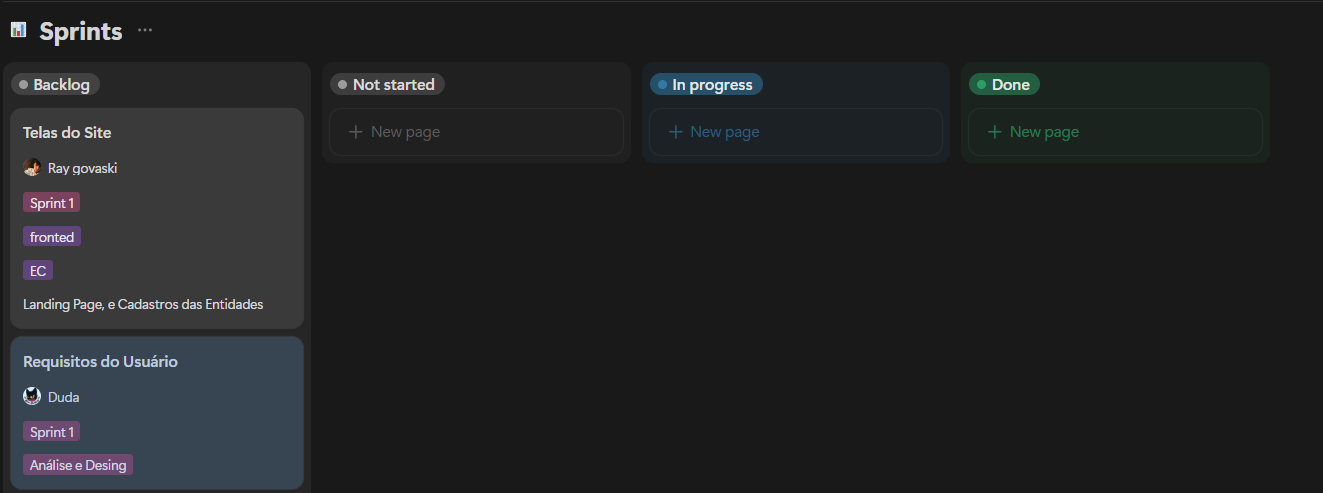 Sprints ...
Backlog
Telas do Site
Ray govaski
Sprint 1
fronted
EC
Landing Page, e Cadastros das Entidades
Requisitos do Usuário
Duda
Sprint 1
Análise e Desing
Not started
+ New page
In progress
+ New page
Done
+ New page